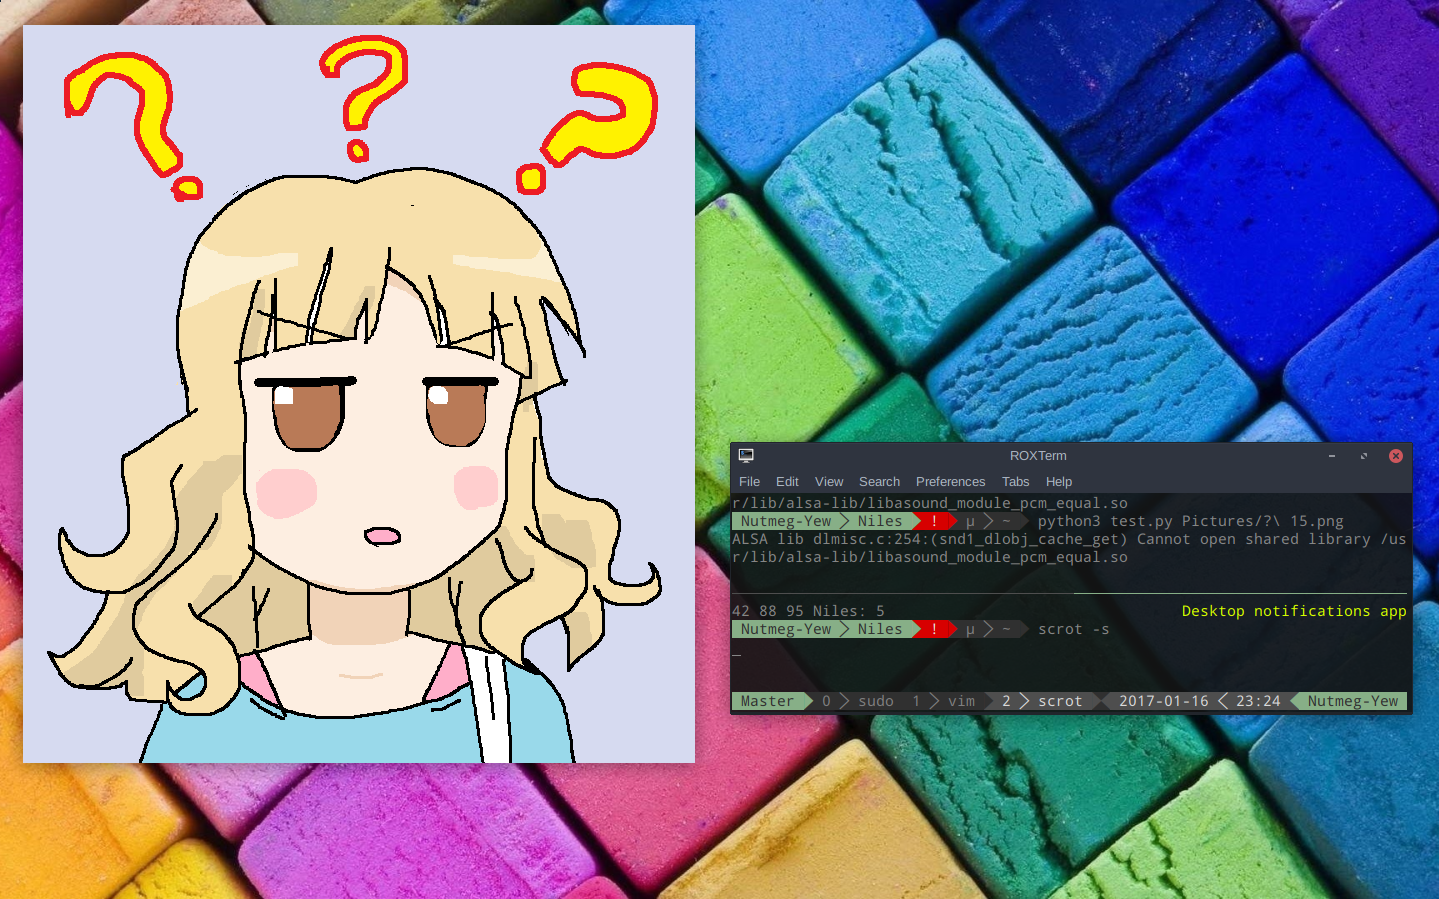 ? ? ?
ROXTerm
File Edit View Search Preferences Tabs Help
r/lib/alsa-lib/libasound_module_pcm_equal.so
Nutmeg-Yew Niles ! µ ~ python3 test.py Pictures/?\ 15.png
ALSA lib dlmisc.c:254:(snd1_dlobj_cache_get) Cannot open shared library /us
r/lib/alsa-lib/libasound_module_pcm_equal.so
42 88 95 Niles: 5 Desktop notifications app
Nutmeg-Yew Niles ! µ ~ scrot -s
_
Master 0 sudo 1 vim 2 scrot 2017-01-16 23:24 Nutmeg-Yew